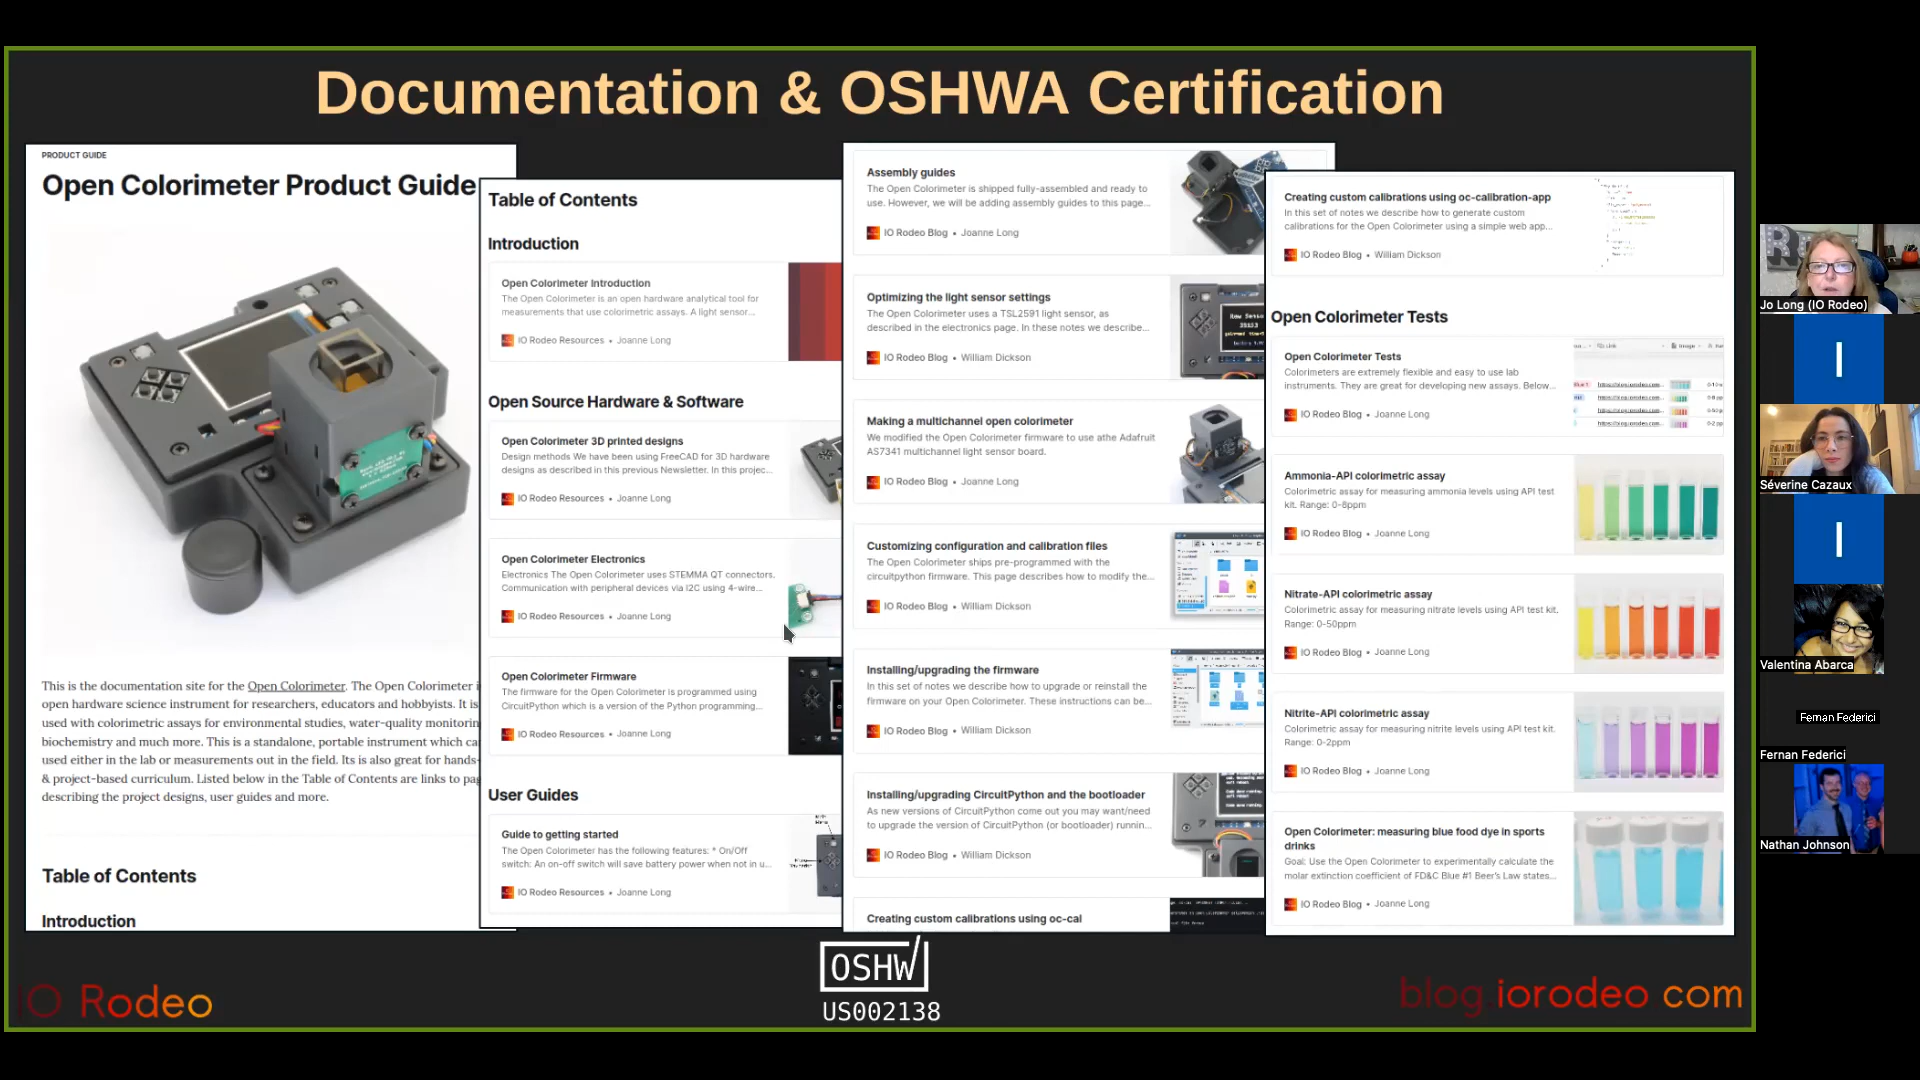 Documentation & OSHWA Certification
PRODUCT GUIDE
Open Colorimeter Product Guide
This is the documentation site for the Open Colorimeter. The Open Colorimeter i
open hardware science instrument for researchers, educators and hobbyists. It is
used with colorimetric assays for environmental studies, water-quality monitorin
biochemistry and much more. This is a standalone, portable instrument which ca
used either in the lab or measurements out in the field. Its is also great for hands-
& project-based curriculum. Listed below in the Table of Contents are links to pag
describing the project designs, user guides and more.
Table of Contents
Introduction
Table of Contents
Introduction
Open Colorimeter Introduction
The Open Colorimeter is an open hardware analytical tool for
measurements that use colorimetric assays. A light sensor...
IO Rodeo Resources • Joanne Long
Open Source Hardware & Software
Open Colorimeter 3D printed designs
Design methods We have been using FreeCAD for 3D hardware
designs as described in this previous Newsletter. In this projec...
IO Rodeo Resources • Joanne Long
Open Colorimeter Electronics
Electronics The Open Colorimeter uses STEMMA QT connectors.
Communication with peripheral devices via I2C using 4-wire...
IO Rodeo Resources • Joanne Long
Open Colorimeter Firmware
The firmware for the Open Colorimeter is programmed using
CircuitPython which is a version of the Python programming...
IO Rodeo Resources • Joanne Long
User Guides
Guide to getting started
The Open Colorimeter has the following features: * On/Off
switch: An on-off switch will save battery power when not in u...
IO Rodeo Resources • Joanne Long
Assembly guides
The Open Colorimeter is shipped fully-assembled and ready to
use. However, we will be adding assembly guides to this page...
IO Rodeo Blog • Joanne Long
Optimizing the light sensor settings
The Open Colorimeter uses a TSL2591 light sensor, as
described in the electronics page. In these notes we describe...
IO Rodeo Blog • William Dickson
Making a multichannel open colorimeter
We modified the Open Colorimeter firmware to use athe Adafruit
AS7341 multichannel light sensor board.
IO Rodeo Blog • Joanne Long
Customizing configuration and calibration files
The Open Colorimeter ships pre-programmed with the
circuitpython firmware. This page describes how to modify the...
IO Rodeo Blog • William Dickson
Installing/upgrading the firmware
In this set of notes we describe how to upgrade or reinstall the
firmware on your Open Colorimeter. These instructions can be...
IO Rodeo Blog • William Dickson
Installing/upgrading CircuitPython and the bootloader
As new versions of CircuitPython come out you may want/need
to upgrade the version of CircuitPython (or bootloader) runnin...
IO Rodeo Blog • William Dickson
Creating custom calibrations using oc-cal
Creating custom calibrations using oc-calibration-app
In this set of notes we describe how to generate custom
calibrations for the Open Colorimeter using a simple web app...
IO Rodeo Blog • William Dickson
Open Colorimeter Tests
Open Colorimeter Tests
Colorimeters are extremely flexible and easy to use lab
instruments. They are great for developing new assays. Below...
IO Rodeo Blog • Joanne Long
Ammonia-API colorimetric assay
Colorimetric assay for measuring ammonia levels using API test
kit. Range: 0-8ppm
IO Rodeo Blog • Joanne Long
Nitrate-API colorimetric assay
Colorimetric assay for measuring nitrate levels using API test kit.
Range: 0-50ppm
IO Rodeo Blog • Joanne Long
Nitrite-API colorimetric assay
Colorimetric assay for measuring nitrite levels using API test kit.
Range: 0-2ppm
IO Rodeo Blog • Joanne Long
Open Colorimeter: measuring blue food dye in sports
drinks
Goal: Use the Open Colorimeter to experimentally calculate the
molar extinction coefficient of FD&C Blue #1 Beer's Law states...
IO Rodeo Blog • Joanne Long
IO Rodeo
OSHW
US002138
blog.iorodeo com
Jo Long (IO Rodeo)
I
Séverine Cazaux
I
Valentina Abarca
Fernan Federici
Fernan Federici
Nathan Johnson